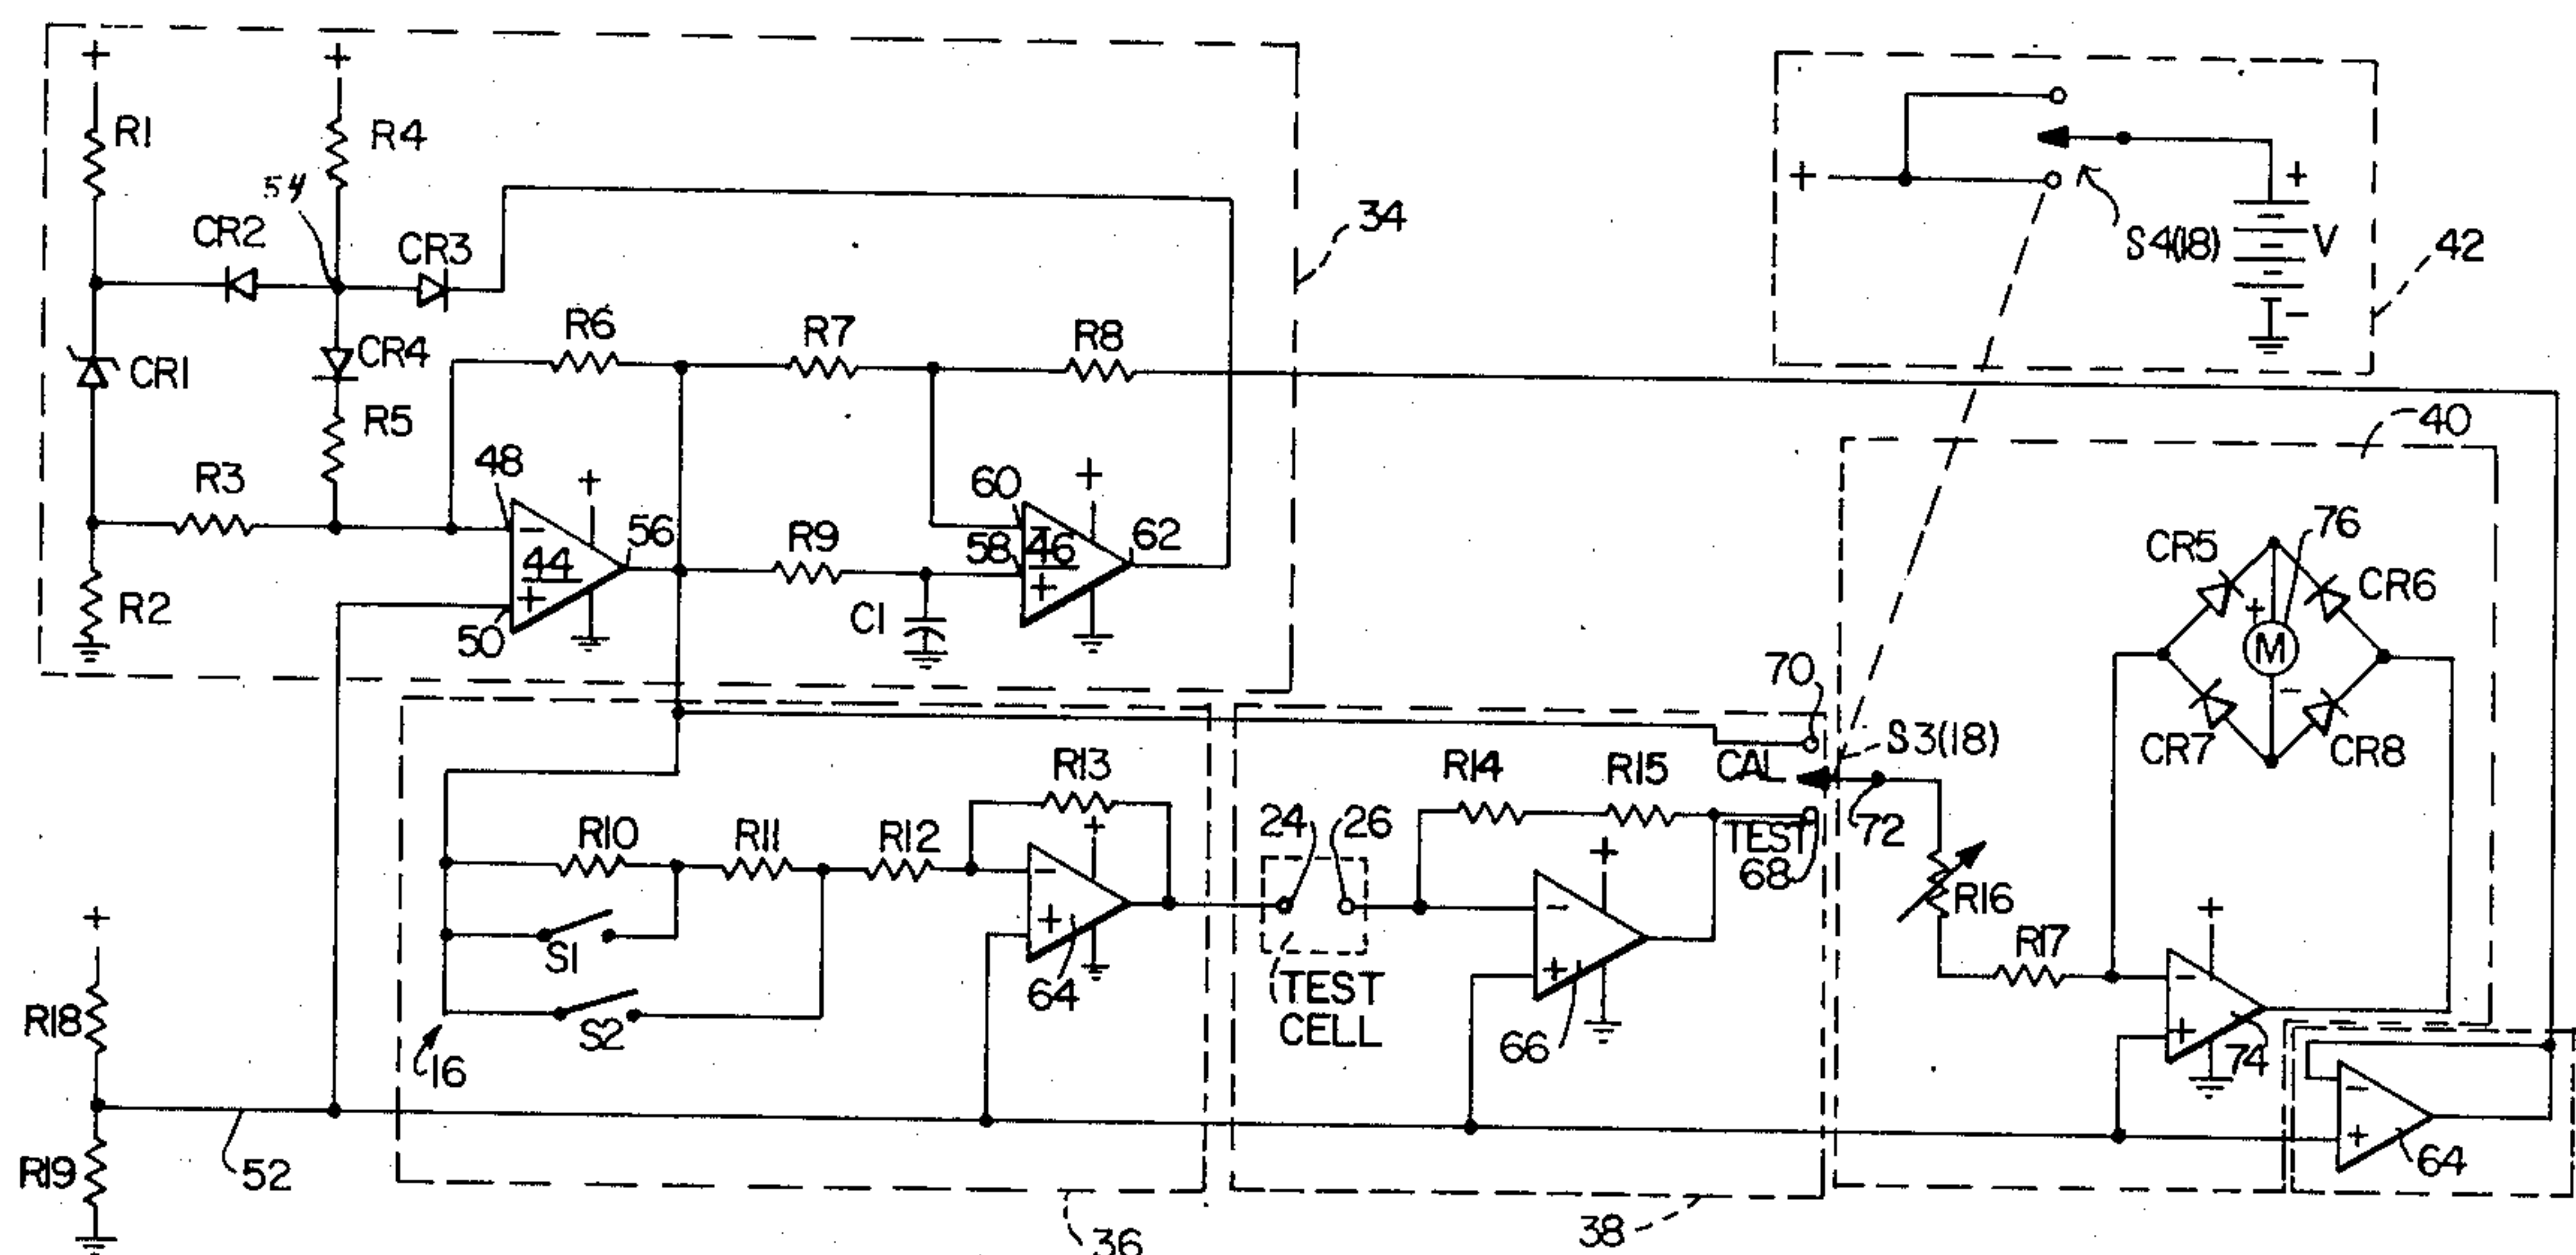 +
+
+
R1
R4
54
CR2
CR3
34
S4(18)
V
42
+
−
R6
R7
R8
CR4
CR1
R5
40
R3
48
+
60
+
76
56
R9
58
46
62
CR5
CR6
44
−
+
+
50
R2
C1
+
M
−
70
CR7
CR8
S3(18)
CAL
R13
R14
R15
R10
R11
R12
24
26
TEST
68
72
+
+
R16
−
−
S1
+
+
R17
+
64
TEST
CELL
−
+
S2
66
74
16
+
R18
52
R19
−
+
64
36
38